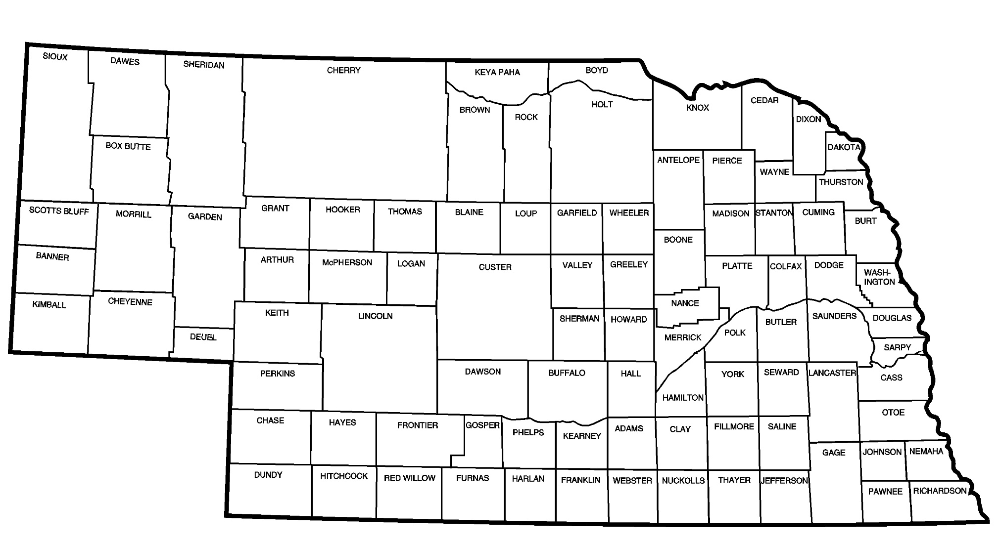 SIOUX
DAWES
SHERIDAN
CHERRY
KEYA PAHA
BOYD
BROWN
ROCK
HOLT
KNOX
CEDAR
DIXON
DAKOTA
BOX BUTTE
ANTELOPE
PIERCE
WAYNE
THURSTON
SCOTTS BLUFF
MORRILL
GARDEN
GRANT
HOOKER
THOMAS
BLAINE
LOUP
GARFIELD
WHEELER
MADISON
STANTON
CUMING
BURT
BOONE
BANNER
ARTHUR
McPHERSON
LOGAN
CUSTER
VALLEY
GREELEY
PLATTE
COLFAX
DODGE
WASH-
INGTON
KIMBALL
CHEYENNE
NANCE
KEITH
LINCOLN
SHERMAN
HOWARD
MERRICK
POLK
BUTLER
SAUNDERS
DOUGLAS
DEUEL
SARPY
PERKINS
DAWSON
BUFFALO
HALL
HAMILTON
YORK
SEWARD
LANCASTER
CASS
OTOE
CHASE
HAYES
FRONTIER
GOSPER
PHELPS
KEARNEY
ADAMS
CLAY
FILLMORE
SALINE
GAGE
JOHNSON
NEMAHA
DUNDY
HITCHCOCK
RED WILLOW
FURNAS
HARLAN
FRANKLIN
WEBSTER
NUCKOLLS
THAYER
JEFFERSON
PAWNEE
RICHARDSON